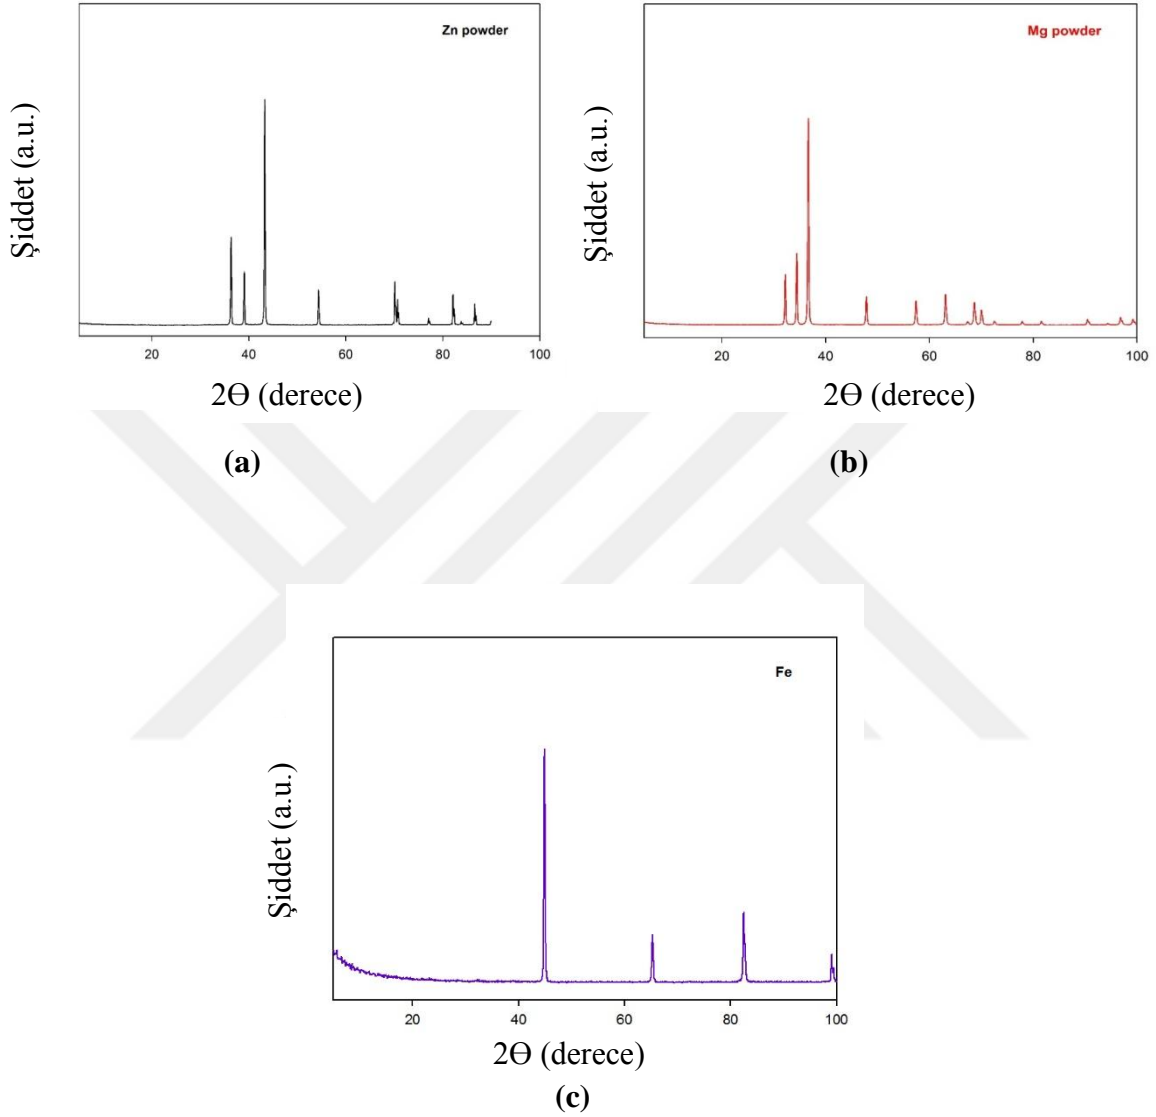 Zn powder
Şiddet (a.u.)
20 40 60 80 100
2Θ (derece)
(a)
Mg powder
Şiddet (a.u.)
20 40 60 80 100
2Θ (derece)
(b)
Fe
Şiddet (a.u.)
20 40 60 80 100
2Θ (derece)
(c)